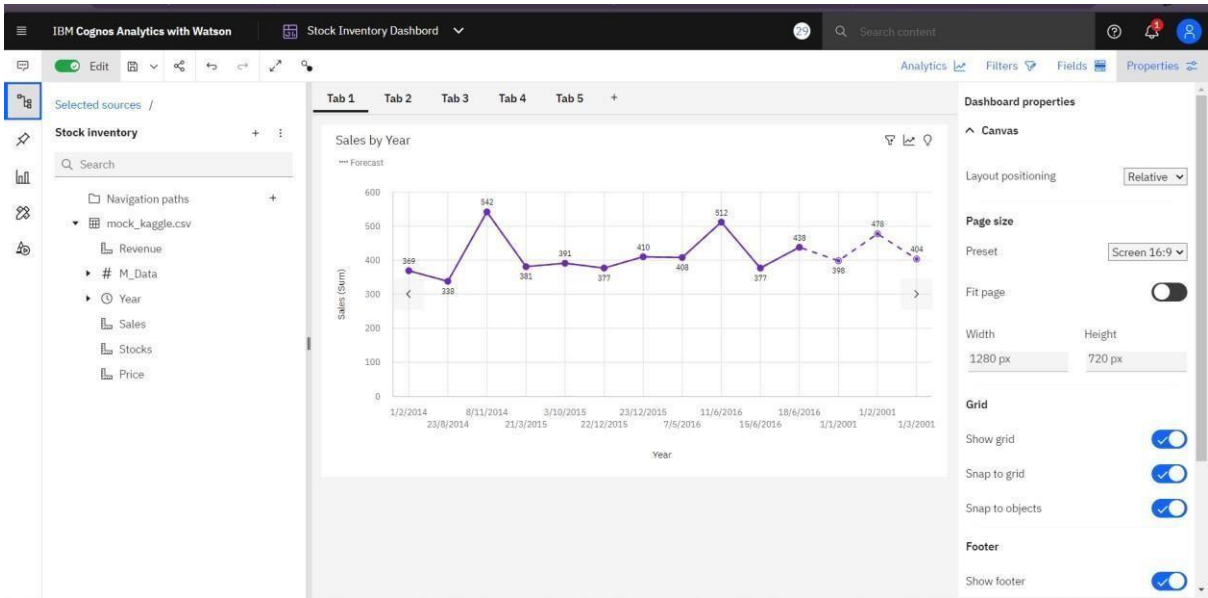 IBM Cognos Analytics with Watson
Stock Inventory Dashbord
29
Search content
1
Edit
Analytics
Filters
Fields
Properties
Selected sources /
Stock inventory
Search
Navigation paths
mock_kaggle.csv
Revenue
# M_Data
Year
Sales
Stocks
Price
Tab 1 Tab 2 Tab 3 Tab 4 Tab 5 +
Sales by Year
Forecast
Sales (Sum)
600
500
400
300
200
100
0
369
338
542
381
391
377
410
408
512
377
438
398
478
404
1/2/2014 8/11/2014 3/10/2015 23/12/2015 11/6/2016 18/6/2016 1/2/2001
23/8/2014 21/3/2015 22/12/2015 7/5/2016 15/6/2016 1/1/2001 1/3/2001
Year
Dashboard properties
Canvas
Layout positioning Relative
Page size
Preset Screen 16:9
Fit page
Width Height
1280 px 720 px
Grid
Show grid
Snap to grid
Snap to objects
Footer
Show footer